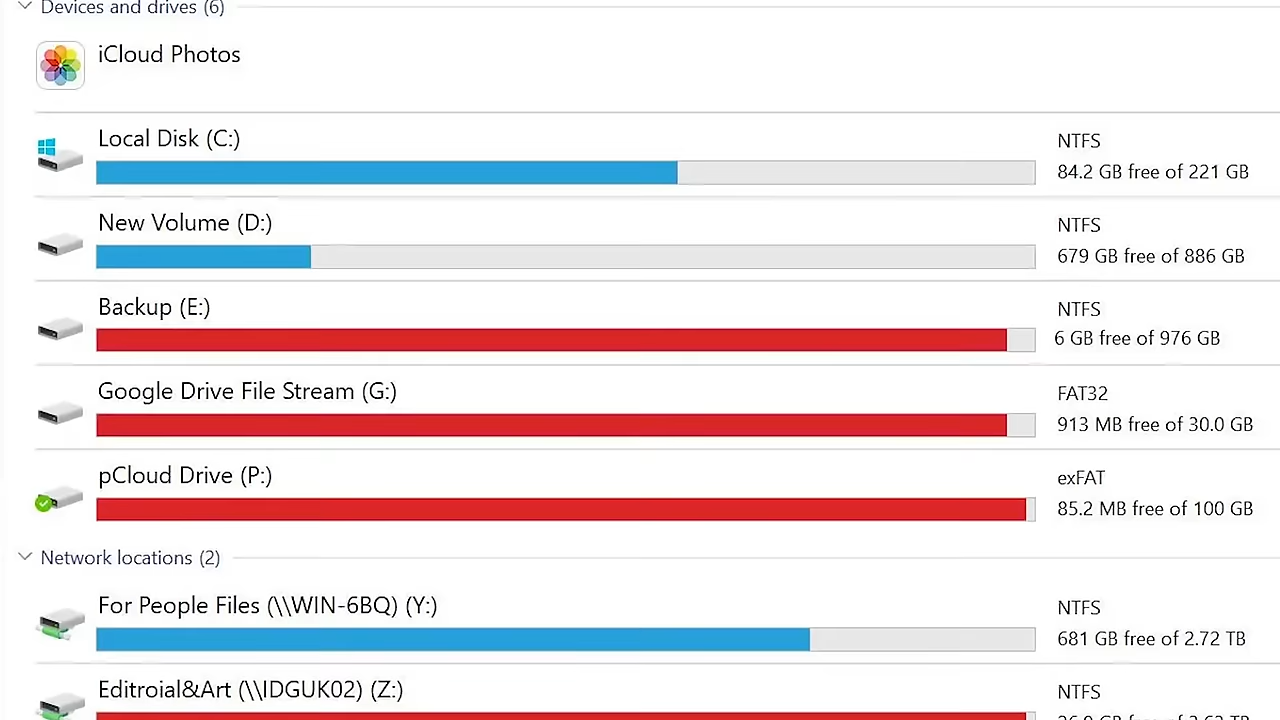 Devices and drives (6)
iCloud Photos
Local Disk (C:)
NTFS
84.2 GB free of 221 GB
New Volume (D:)
NTFS
679 GB free of 886 GB
Backup (E:)
NTFS
6 GB free of 976 GB
Google Drive File Stream (G:)
FAT32
913 MB free of 30.0 GB
pCloud Drive (P:)
exFAT
85.2 MB free of 100 GB
Network locations (2)
For People Files (\\WIN-6BQ) (Y:)
NTFS
681 GB free of 2.72 TB
Editroial&Art (\\IDGUK02) (Z:)
NTFS